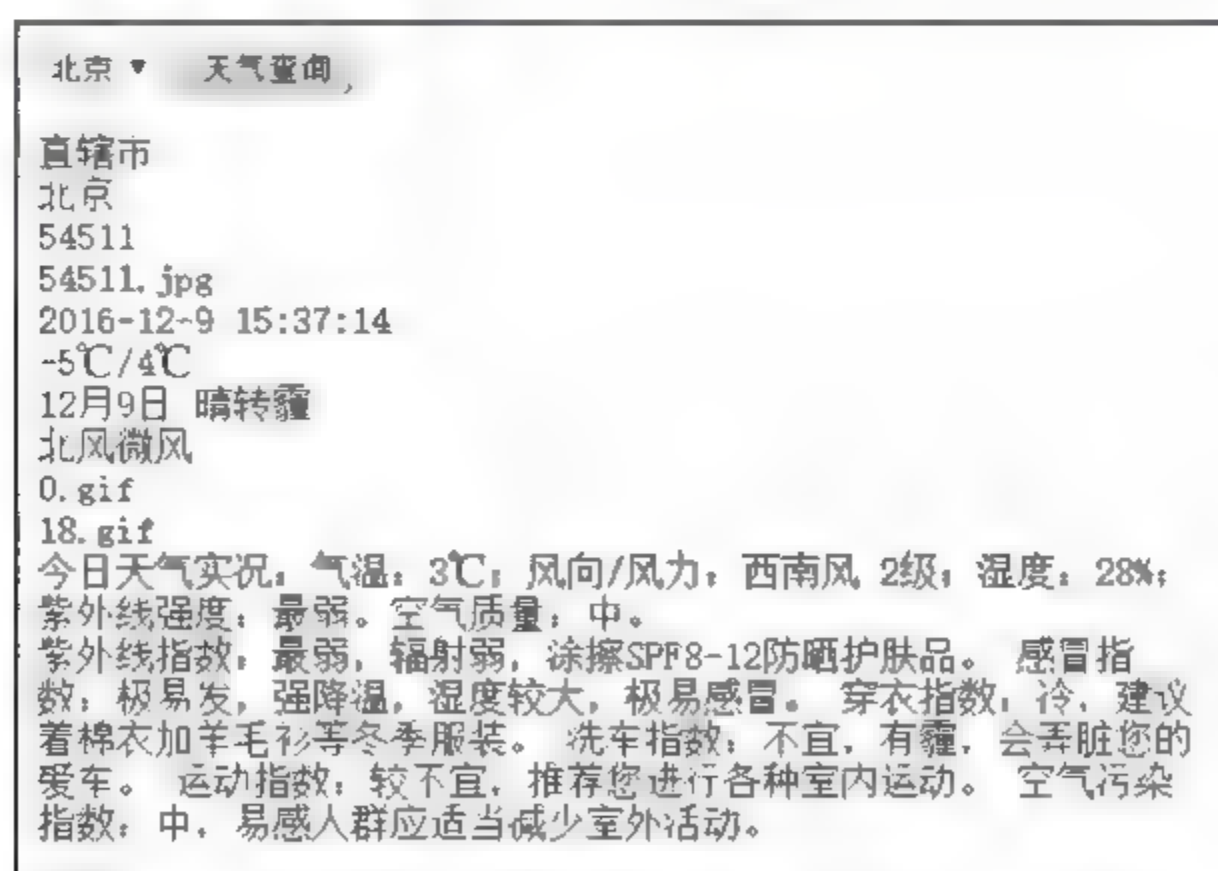 北京 ▼ 天气查询
直辖市
北京
54511
54511.jpg
2016-12-9 15:37:14
-5℃/4℃
12月9日 晴转霾
北风微风
0.gif
18.gif
今日天气实况：气温：3℃；风向/风力：西南风 2级；湿度：28%；
紫外线强度：最弱。空气质量：中。
紫外线指数：最弱，辐射弱，涂擦SPF8-12防晒护肤品。 感冒指
数：极易发，强降温，湿度较大，极易感冒。 穿衣指数：冷，建议
着棉衣加羊毛衫等冬季服装。 洗车指数：不宜，有霾，会弄脏您的
爱车。 运动指数：较不宜，推荐您进行各种室内运动。 空气污染
指数：中，易感人群应适当减少室外活动。